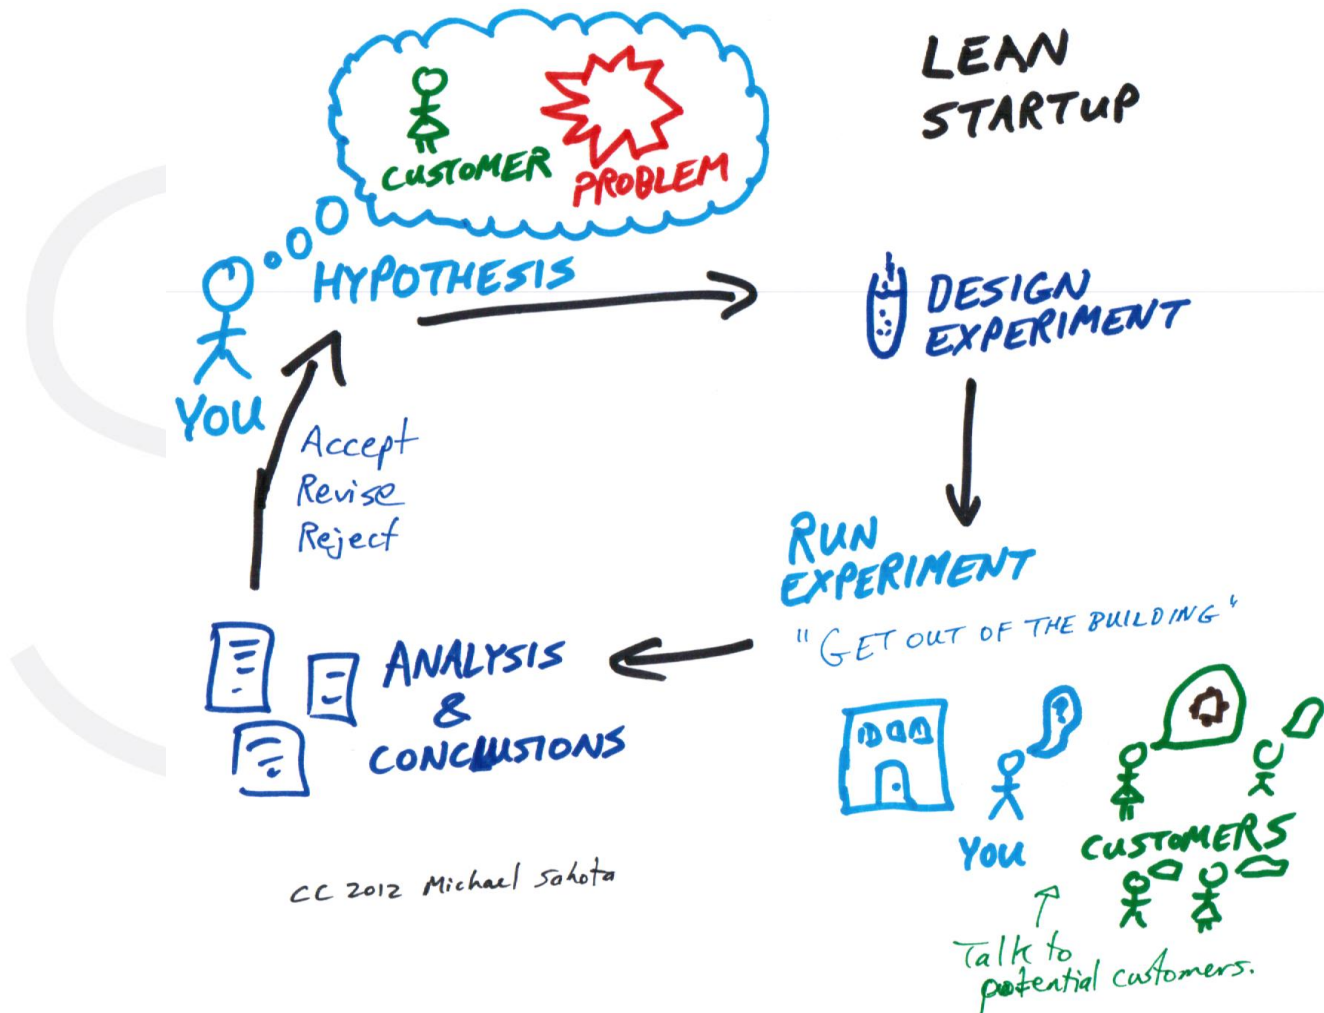 LEAN
STARTUP
CUSTOMER
PROBLEM
HYPOTHESIS
YOU
DESIGN
EXPERIMENT
Accept
Revise
Reject
RUN
EXPERIMENT
"GET OUT OF THE BUILDING"
ANALYSIS
&
CONCLUSIONS
YOU
CUSTOMERS
Talk to
potential customers.
CC 2012 Michael Sahota